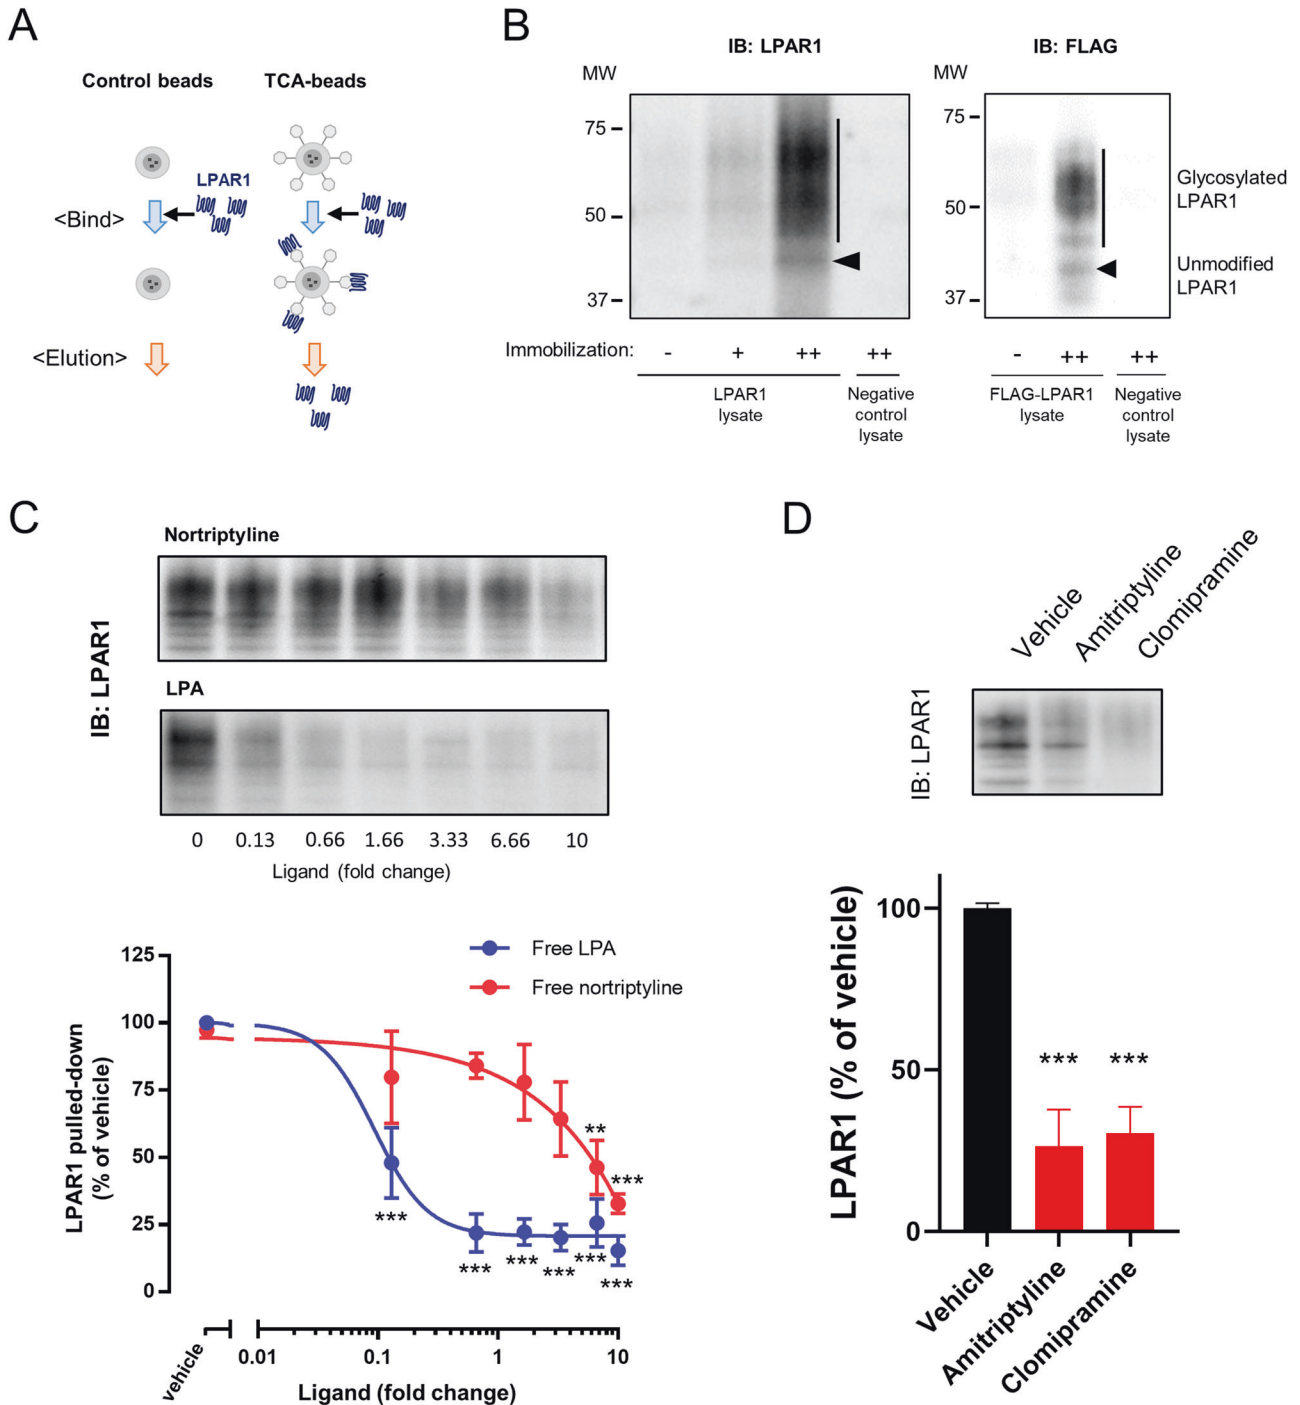 A
Control beads
TCA-beads
LPAR1
<Bind>
<Elution>
B
IB: LPAR1
MW
75
50
37
Immobilization:
- + ++ ++
LPAR1
lysate
Negative
control
lysate
IB: FLAG
MW
75
50
37
Glycosylated
LPAR1
Unmodified
LPAR1
- ++ ++
FLAG-LPAR1
lysate
Negative
control
lysate
C
Nortriptyline
IB: LPAR1
LPA
0 0.13 0.66 1.66 3.33 6.66 10
Ligand (fold change)
Free LPA
Free nortriptyline
LPAR1 pulled-down
(% of vehicle)
125
100
75
50
25
0
**
***
***
***
***
***
***
***
vehicle
0.01 0.1 1 10
Ligand (fold change)
D
Vehicle
Amitriptyline
Clomipramine
IB: LPAR1
LPAR1 (% of vehicle)
100
50
0
*** ***
Vehicle
Amitriptyline
Clomipramine